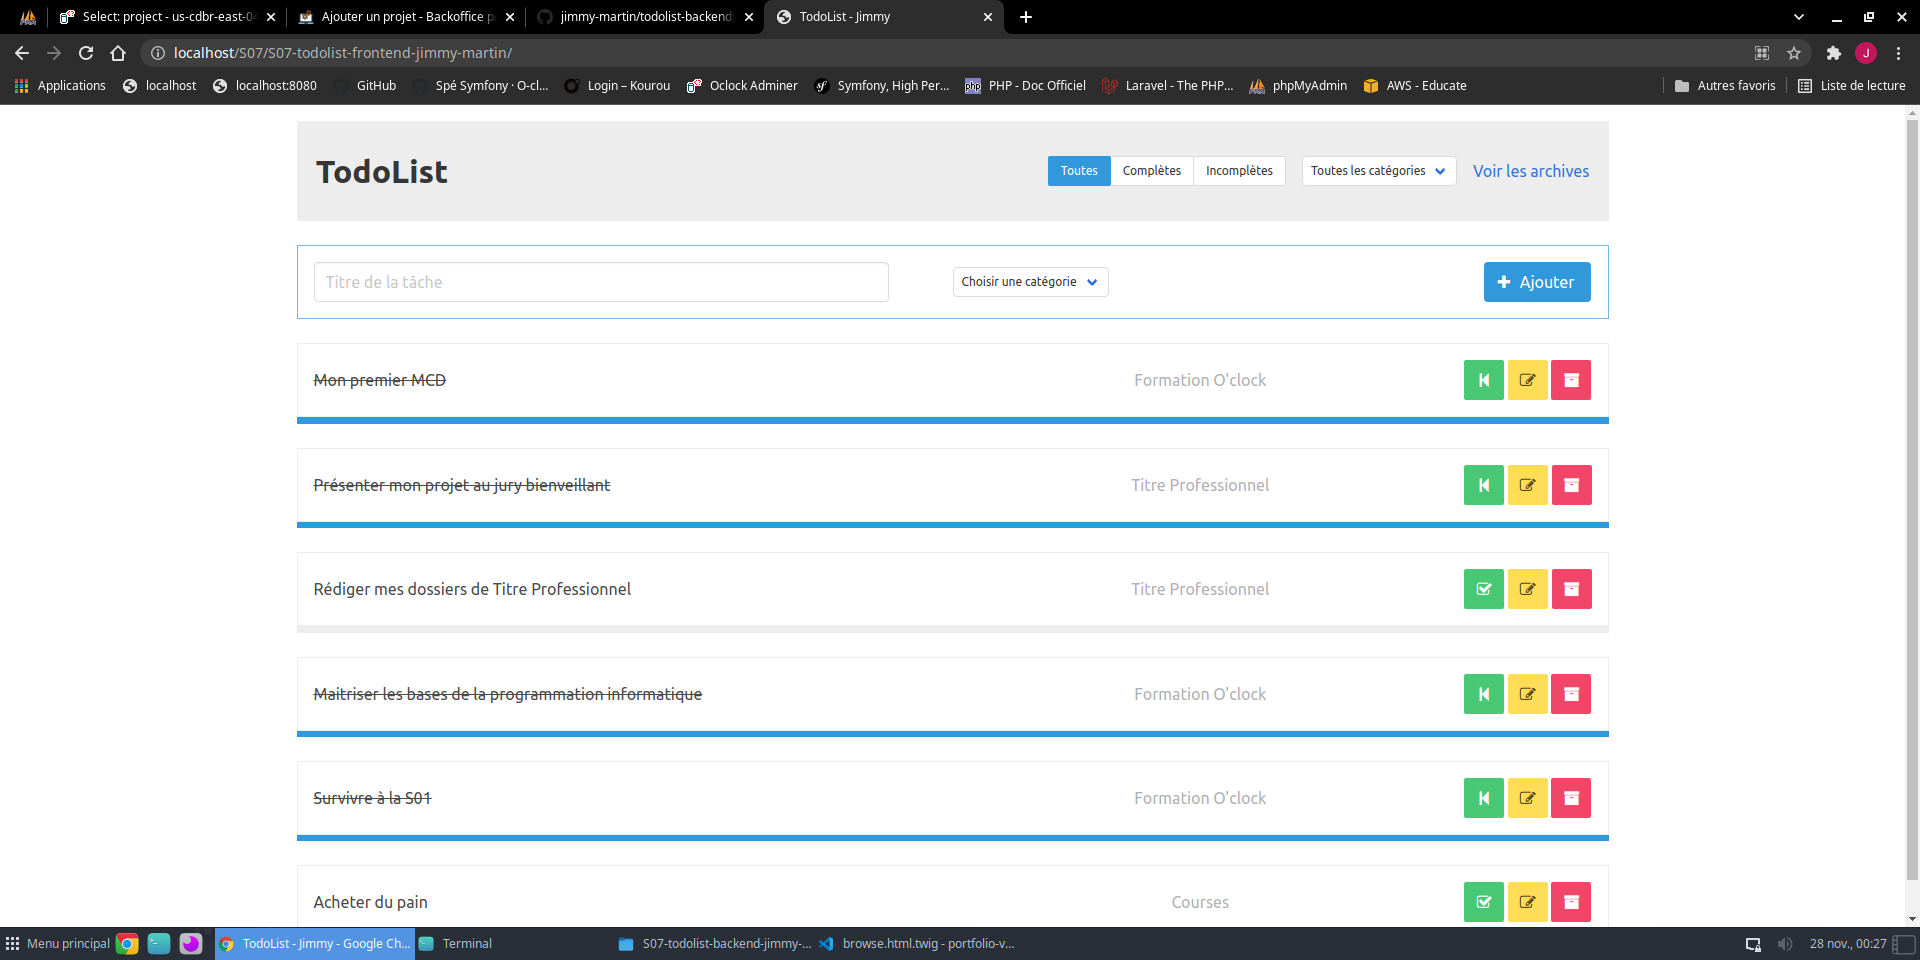 Select: project - us-cdbr-east-04
Ajouter un projet - Backoffice p
jimmy-martin/todolist-backend:
TodoList - Jimmy
localhost/S07/S07-todolist-frontend-jimmy-martin/
J
Applications
localhost
localhost:8080
GitHub
Spé Symfony · O-cl...
Login – Kourou
Oclock Adminer
Symfony, High Per...
php
PHP - Doc Officiel
Laravel - The PHP...
phpMyAdmin
AWS - Educate
Autres favoris
Liste de lecture
TodoList
Toutes
Complètes
Incomplètes
Toutes les catégories
Voir les archives
Titre de la tâche
Choisir une catégorie
Ajouter
Mon premier MCD
Formation O'clock
Présenter mon projet au jury bienveillant
Titre Professionnel
Rédiger mes dossiers de Titre Professionnel
Titre Professionnel
Maitriser les bases de la programmation informatique
Formation O'clock
Survivre à la S01
Formation O'clock
Acheter du pain
Courses
Menu principal
TodoList - Jimmy - Google Ch...
Terminal
S07-todolist-backend-jimmy-...
browse.html.twig - portfolio-v...
28 nov., 00:27